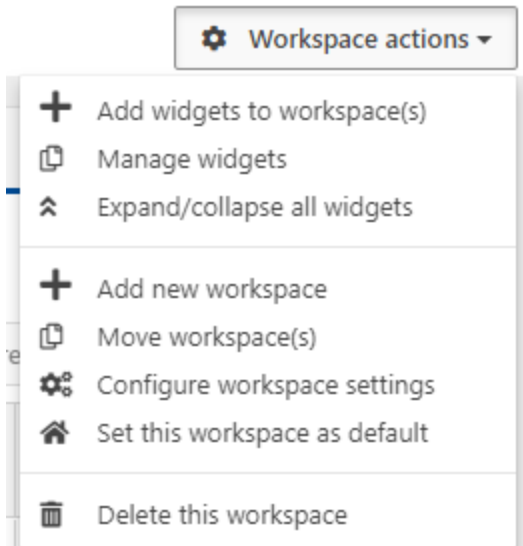 Workspace actions
Add widgets to workspace(s)
Manage widgets
Expand/collapse all widgets
Add new workspace
Move workspace(s)
re
Configure workspace settings
Set this workspace as default
Delete this workspace